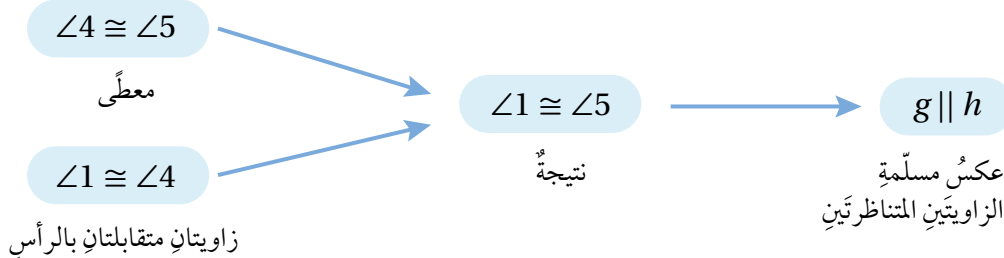 ∠4 ≅ ∠5
معطًى
∠1 ≅ ∠4
زاويتانِ متقابلتانِ بالرأسِ
∠1 ≅ ∠5
نتيجةٌ
g || h
عكسُ مسلّمةِ
الزاويتَينِ المتناظرتَينِ